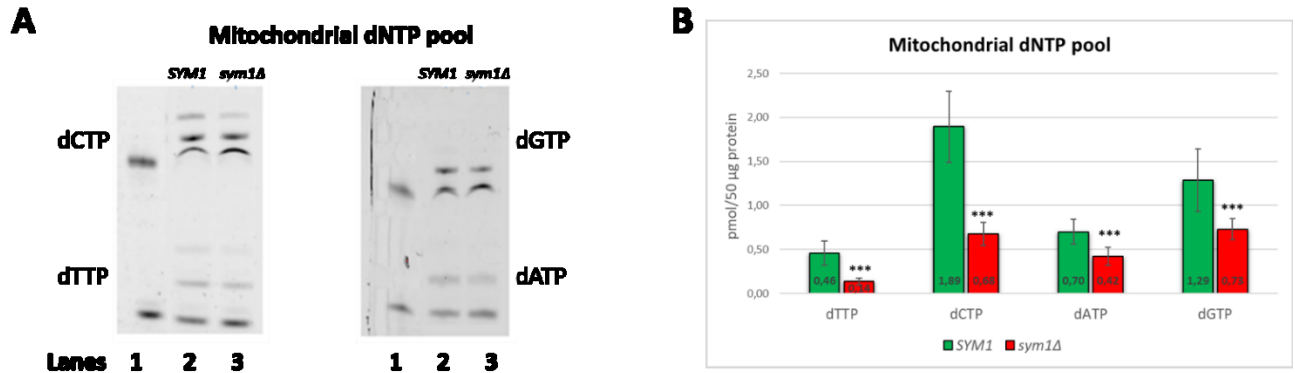 A
Mitochondrial dNTP pool
SYM1 sym1Δ
SYM1 sym1Δ
dCTP
dGTP
dTTP
dATP
Lanes 1 2 3
1 2 3
B
Mitochondrial dNTP pool
pmol/50 µg protein
2,50
2,00
1,50
1,00
0,50
0,00
***
***
***
***
0,46
0,14
1,89
0,68
0,70
0,42
1,29
0,73
dTTP dCTP dATP dGTP
SYM1 sym1Δ